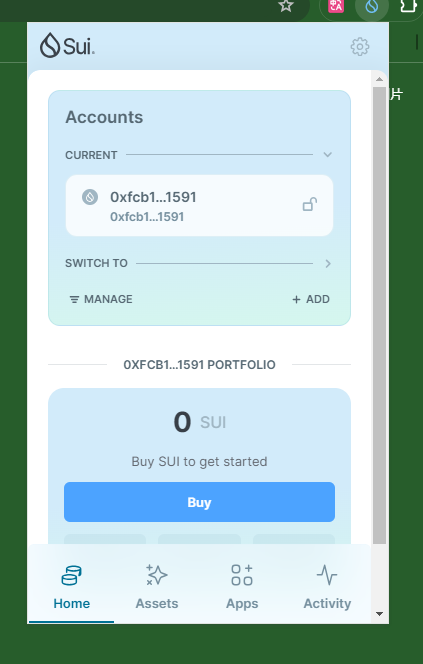 Sui.
片
Accounts
CURRENT
0xfcb1...1591
0xfcb1...1591
SWITCH TO
MANAGE
+ ADD
0XFCB1...1591 PORTFOLIO
0 SUI
Buy SUI to get started
Buy
Home
Assets
Apps
Activity